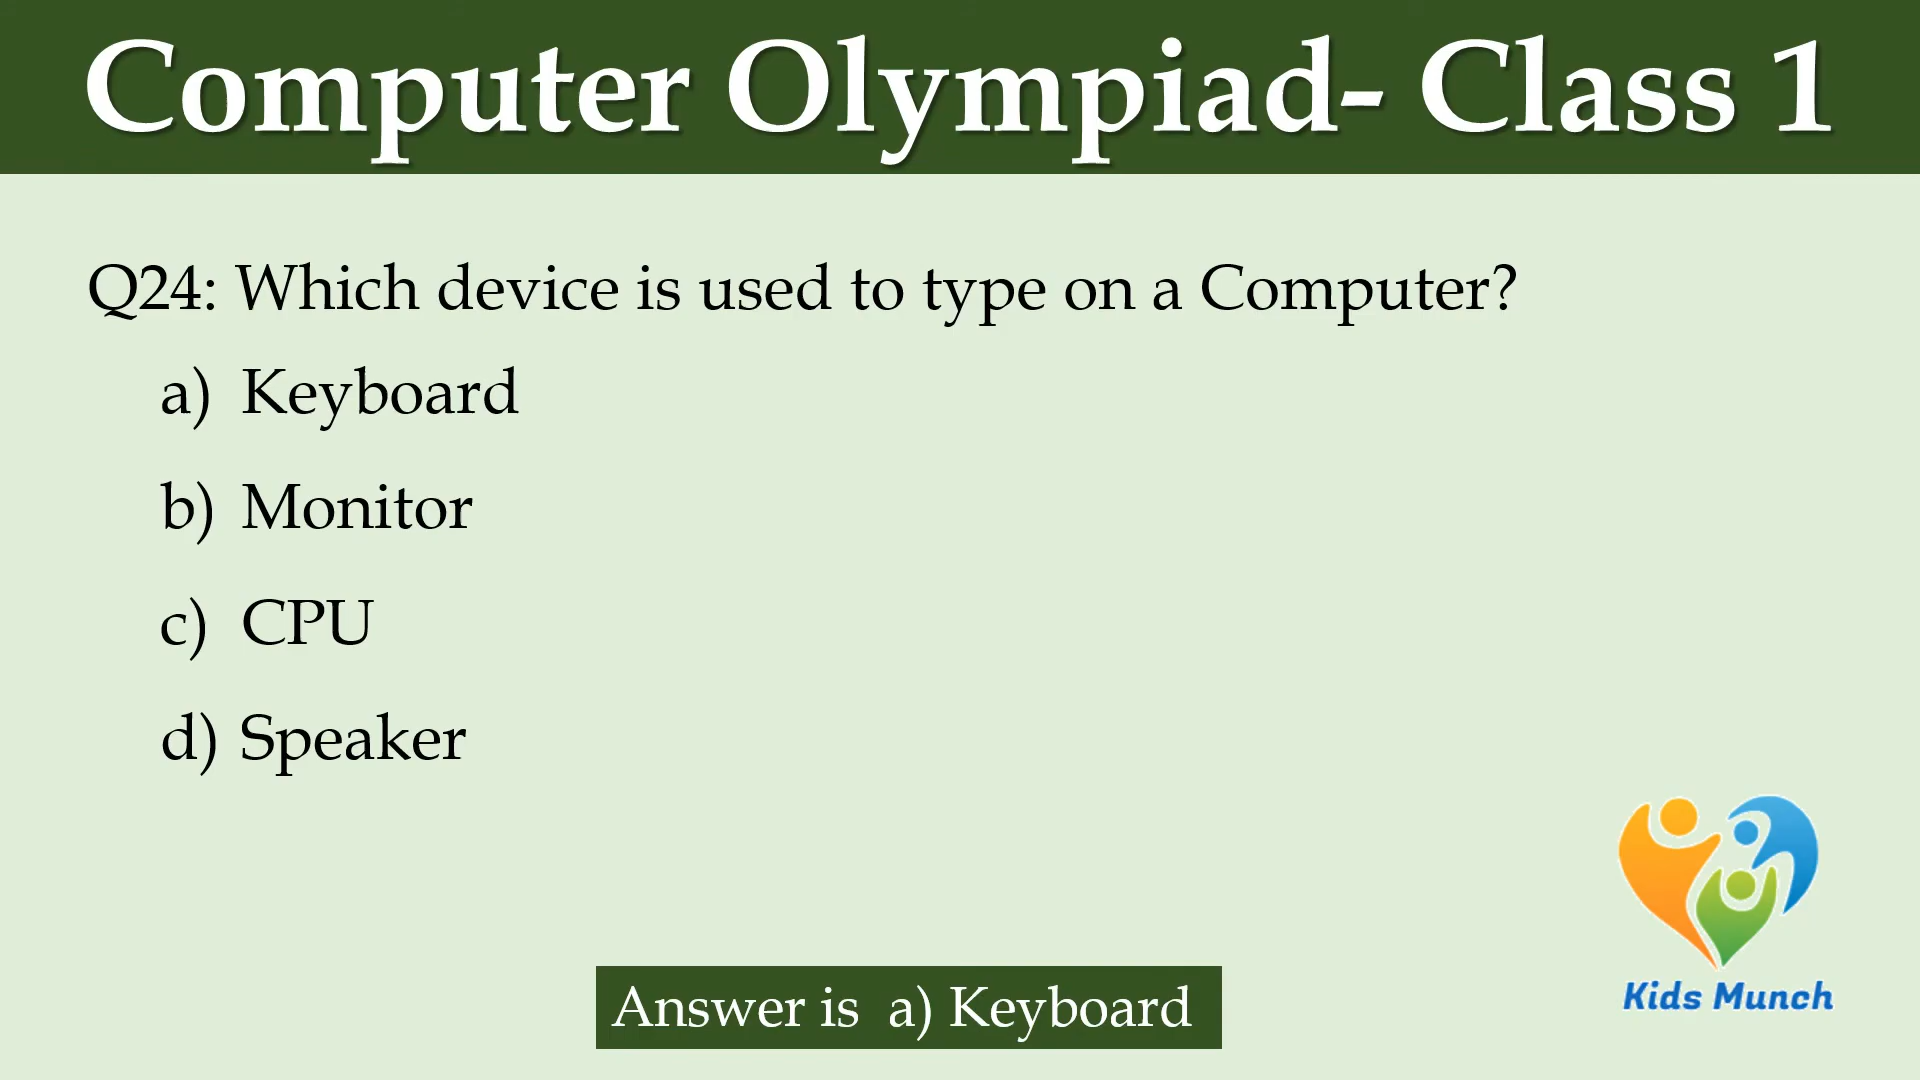 Computer Olympiad- Class 1
Q24: Which device is used to type on a Computer?
a) Keyboard
b) Monitor
c) CPU
d) Speaker
Kids Munch
Answer is a) Keyboard